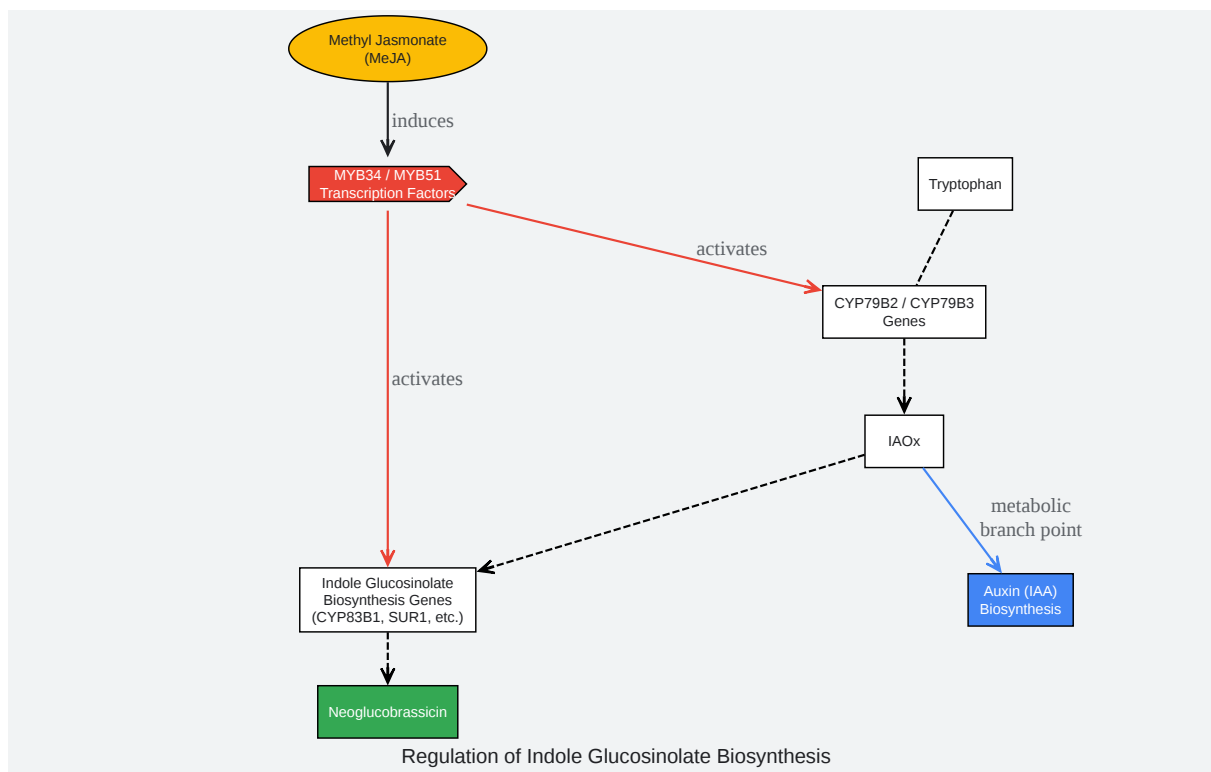 Methyl Jasmonate
(MeJA)
induces
MYB34 / MYB51
Transcription Factors
Tryptophan
activates
CYP79B2 / CYP79B3
Genes
activates
IAOx
metabolic
branch point
Indole Glucosinolate
Biosynthesis Genes
(CYP83B1, SUR1, etc.)
Auxin (IAA)
Biosynthesis
Neoglucobrassicin
Regulation of Indole Glucosinolate Biosynthesis